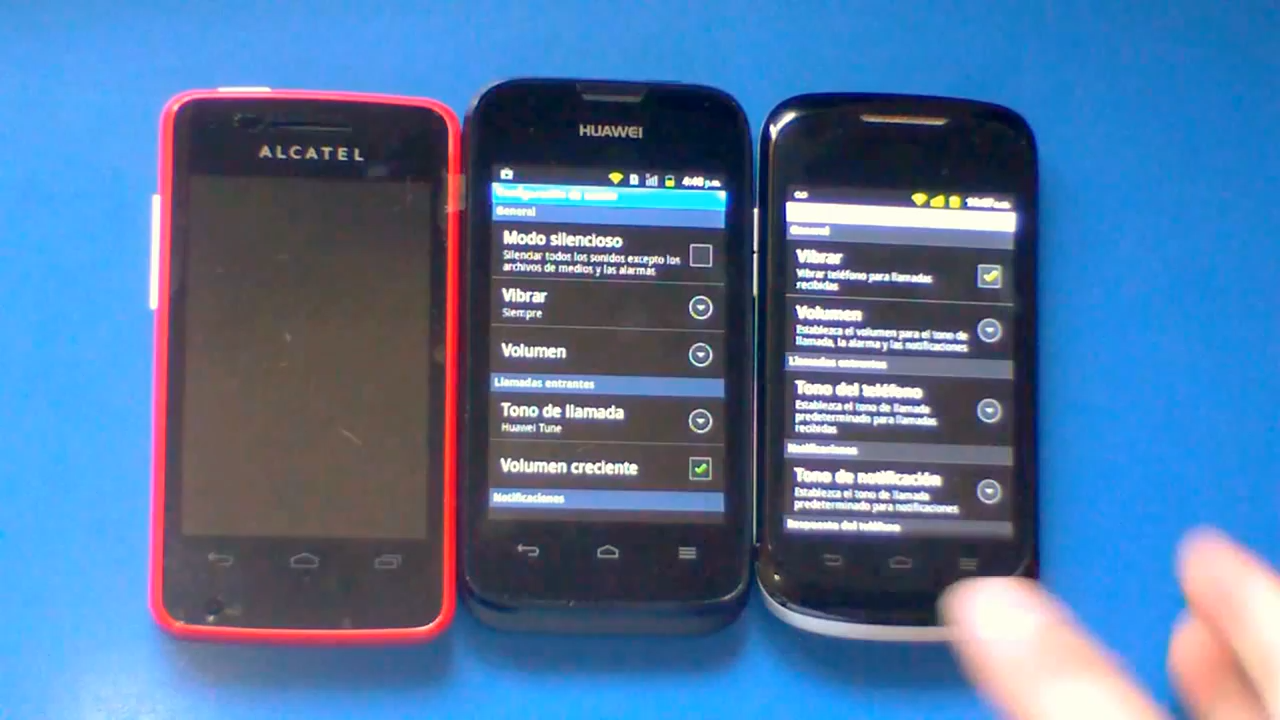 ALCATEL
HUAWEI
4:40 p.m.
Configuración de sonido
General
Modo silencioso
Silenciar todos los sonidos excepto los
archivos de medios y las alarmas
Vibrar
Siempre
Volumen
Llamadas entrantes
Tono de llamada
Huawei Tune
Volumen creciente
Notificaciones
General
Vibrar
Vibrar teléfono para llamadas
recibidas
Volumen
Establezca el volumen para el tono de
llamada, la alarma y las notificaciones
Llamadas entrantes
Tono del teléfono
Establezca el tono de llamada
predeterminado para llamadas
recibidas
Notificaciones
Tono de notificación
Establezca el tono de llamada
predeterminado para notificaciones
Respuesta del teléfono